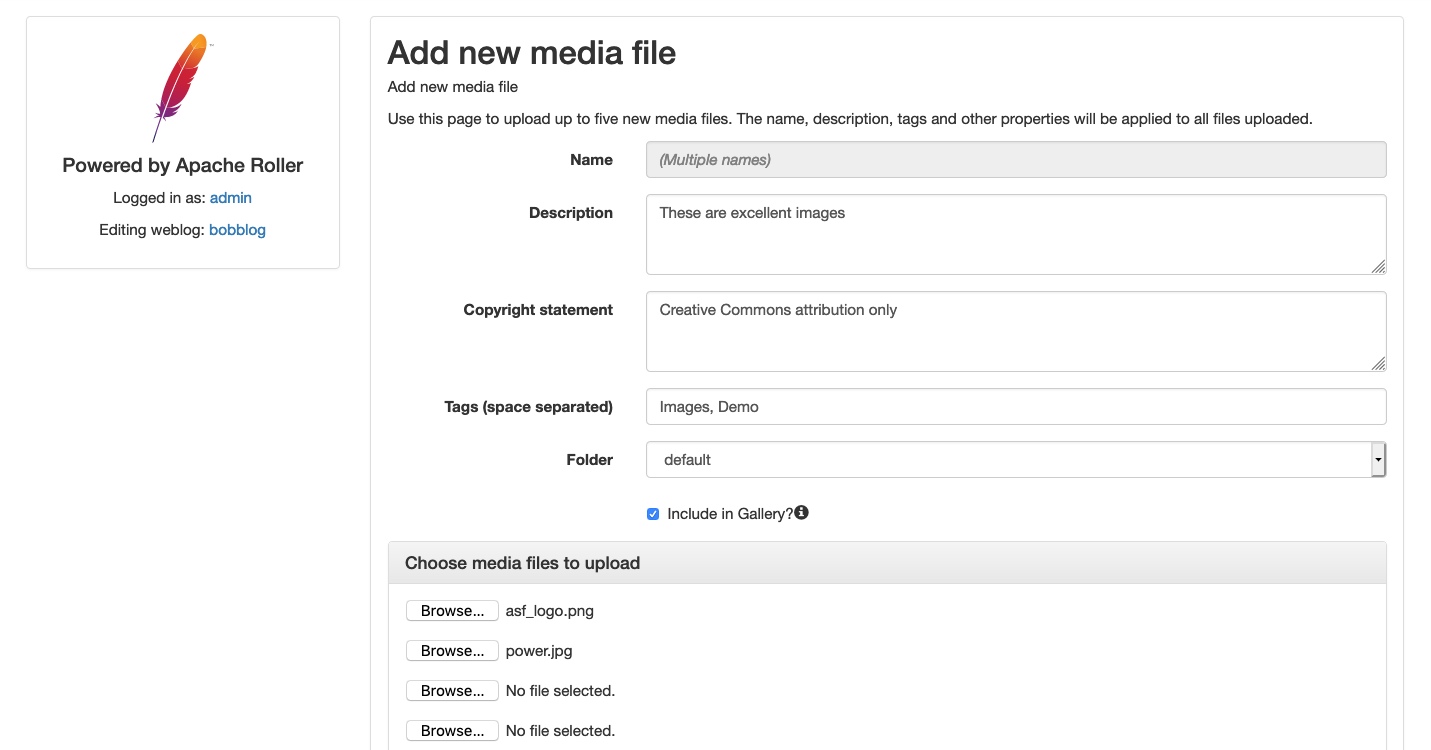 Powered by Apache Roller
Logged in as: admin
Editing weblog: bobblog
Add new media file
Add new media file
Use this page to upload up to five new media files. The name, description, tags and other properties will be applied to all files uploaded.
Name
(Multiple names)
Description
These are excellent images
Copyright statement
Creative Commons attribution only
Tags (space separated)
Images, Demo
Folder
default
Include in Gallery?
Choose media files to upload
Browse... asf_logo.png
Browse... power.jpg
Browse... No file selected.
Browse... No file selected.